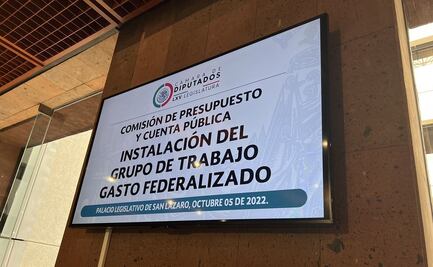 CÁMARA DE
DIPUTADOS
LXV LEGISLATURA
COMISIÓN DE PRESUPUESTO
Y CUENTA PÚBLICA
INSTALACIÓN DEL
GRUPO DE TRABAJO
GASTO FEDERALIZADO
PALACIO LEGISLATIVO DE SAN LÁZARO, OCTUBRE 05 DE 2022.